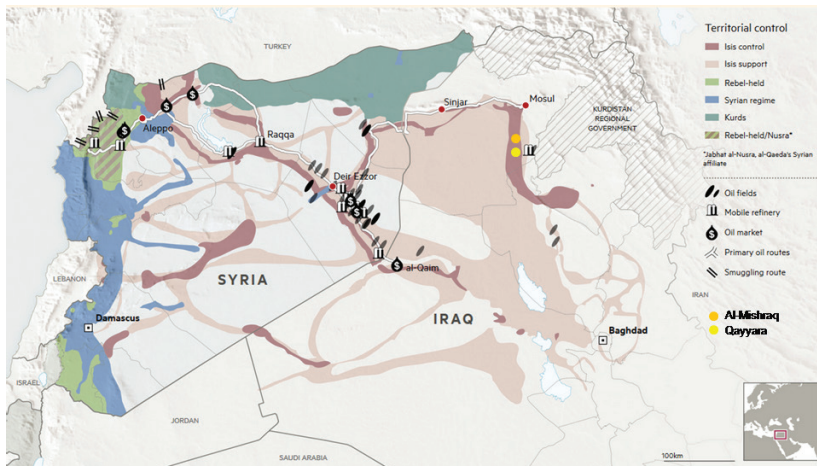 TURKEY
Territorial control
Isis control
Isis support
Rebel-held
Syrian regime
Kurds
Rebel-held/Nusra*
*Jabhat al-Nusra, al-Qaeda's Syrian
affiliate
Oil fields
Mobile refinery
Oil market
Primary oil routes
Smuggling route
Al-Mishraq
Qayyara
Sinjar
Mosul
KURDISTAN
REGIONAL
GOVERNMENT
Aleppo
Raqqa
Deir Ezzor
al-Qaim
SYRIA
IRAQ
LEBANON
Damascus
Baghdad
IRAN
ISRAEL
JORDAN
SAUDI ARABIA
100km
$
$
$
$
$
$
$